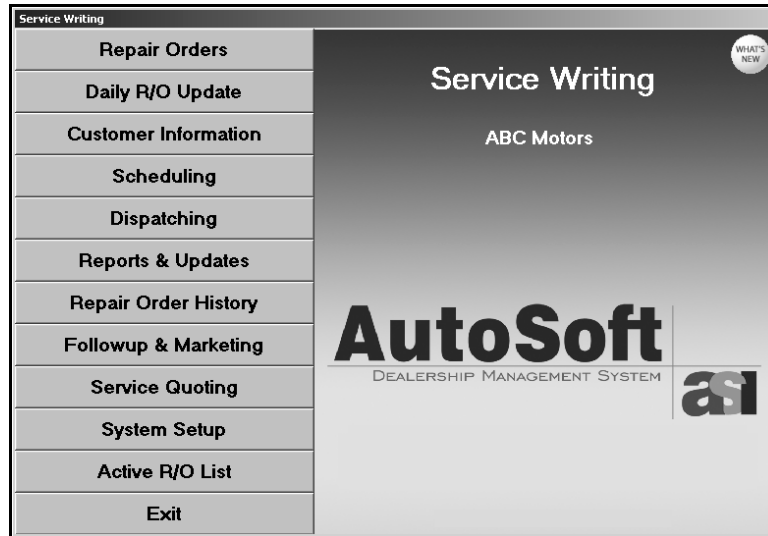 Service Writing
Repair Orders
Daily R/O Update
Customer Information
Scheduling
Dispatching
Reports & Updates
Repair Order History
Followup & Marketing
Service Quoting
System Setup
Active R/O List
Exit
WHAT'S
NEW
Service Writing
ABC Motors
AutoSoft
DEALERSHIP MANAGEMENT SYSTEM
asi